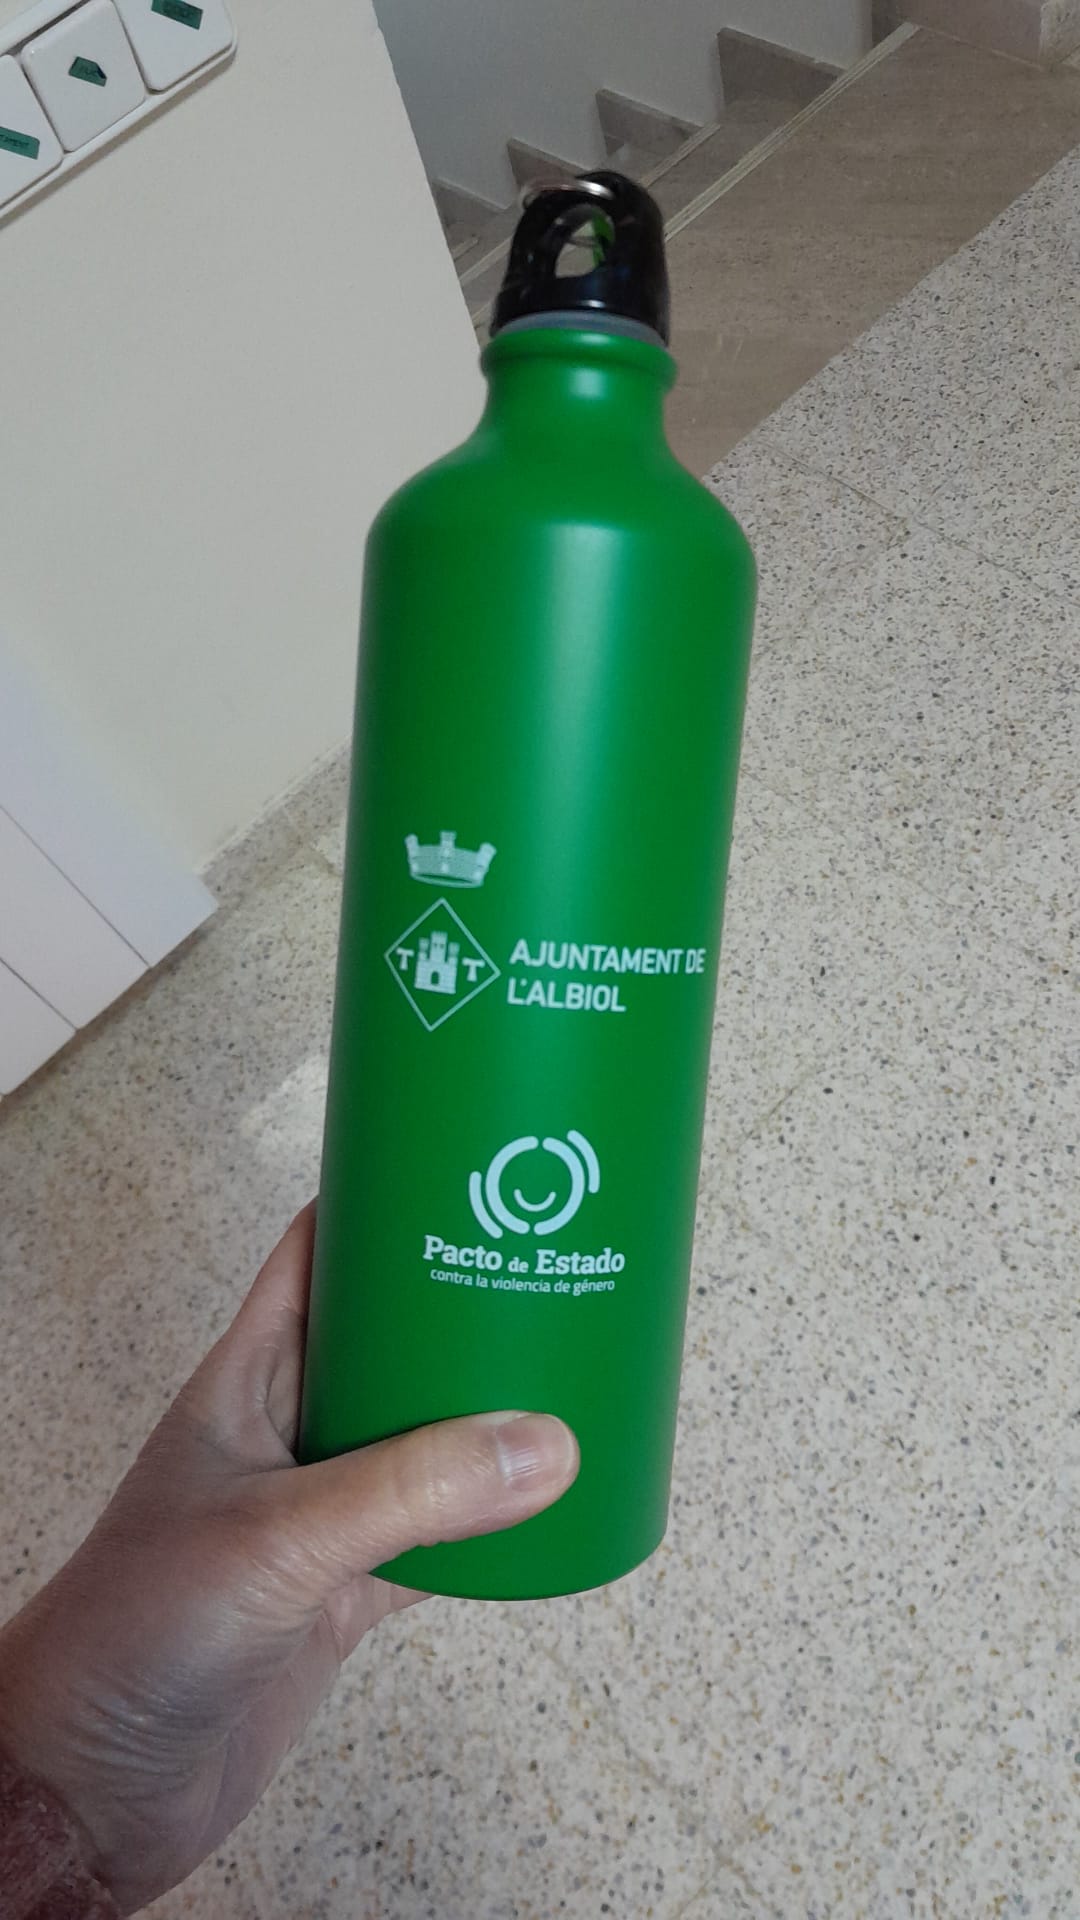 T T
AJUNTAMENT DE
L'ALBIOL
Pacto de Estado
contra la violencia de género